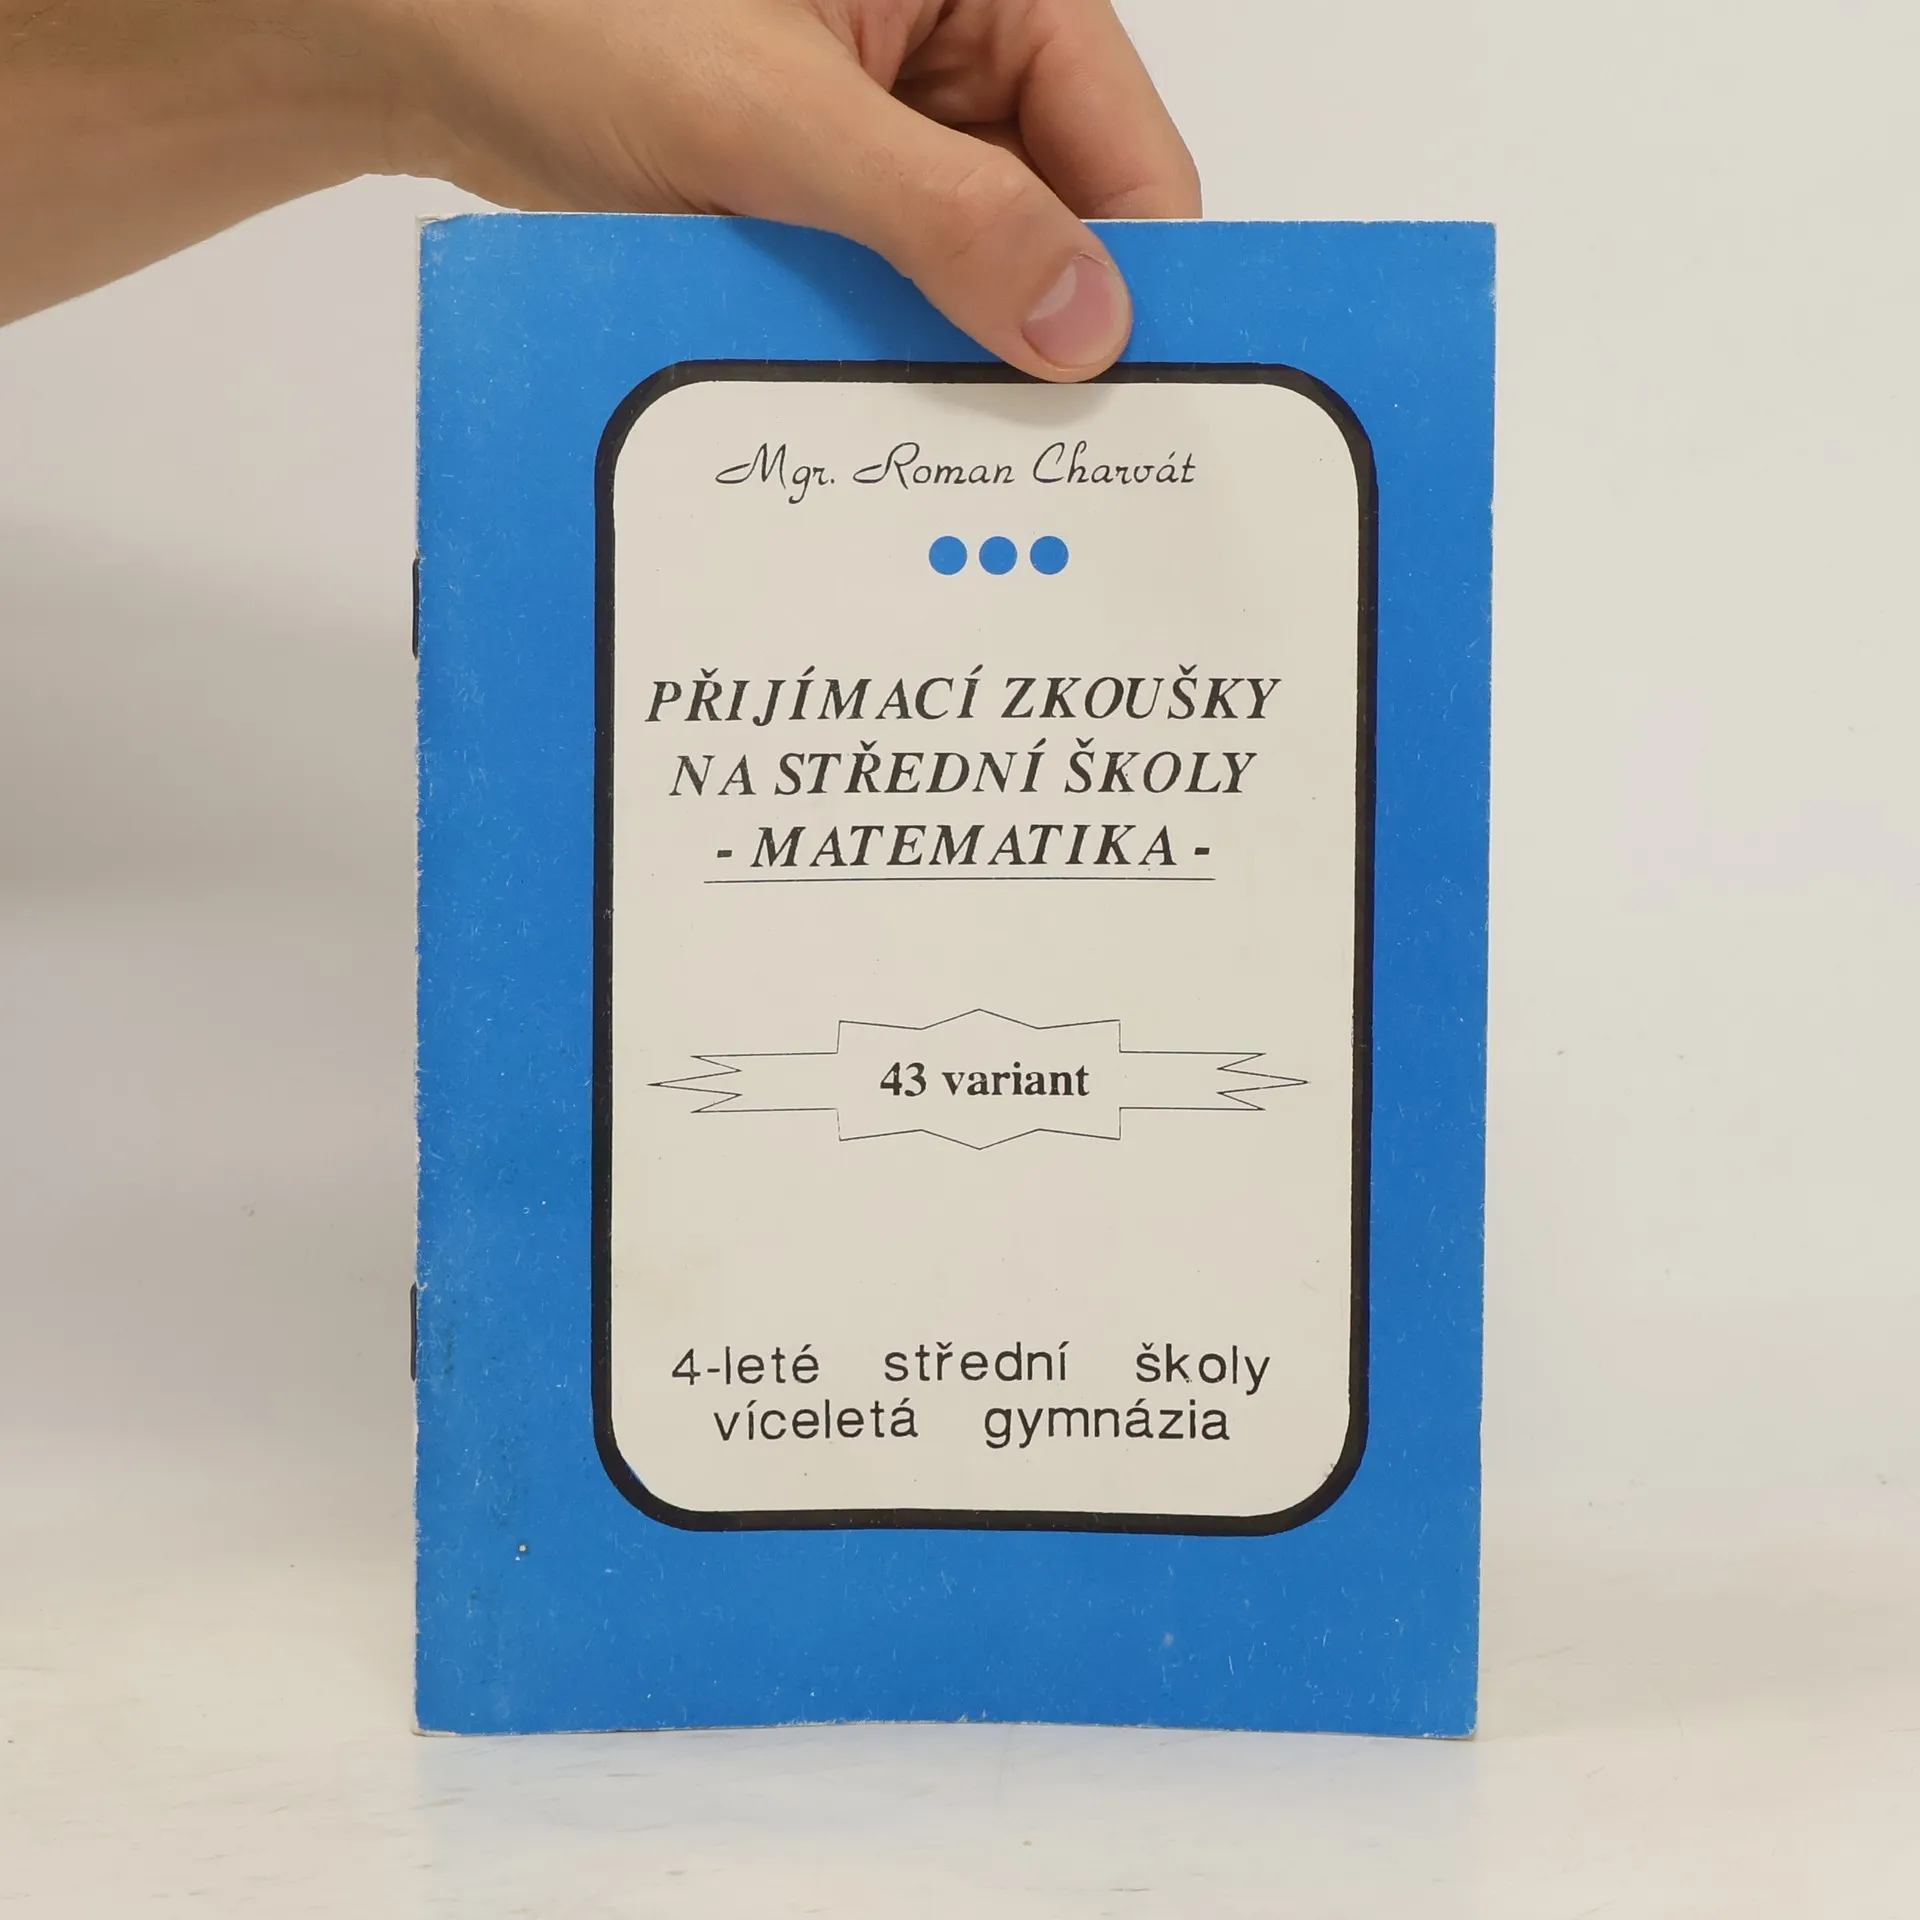 Mgr. Roman Charvát
PŘIJÍMACÍ ZKOUŠKY
NA STŘEDNÍ ŠKOLY
- MATEMATIKA -
43 variant
4-leté střední školy
víceletá gymnázia